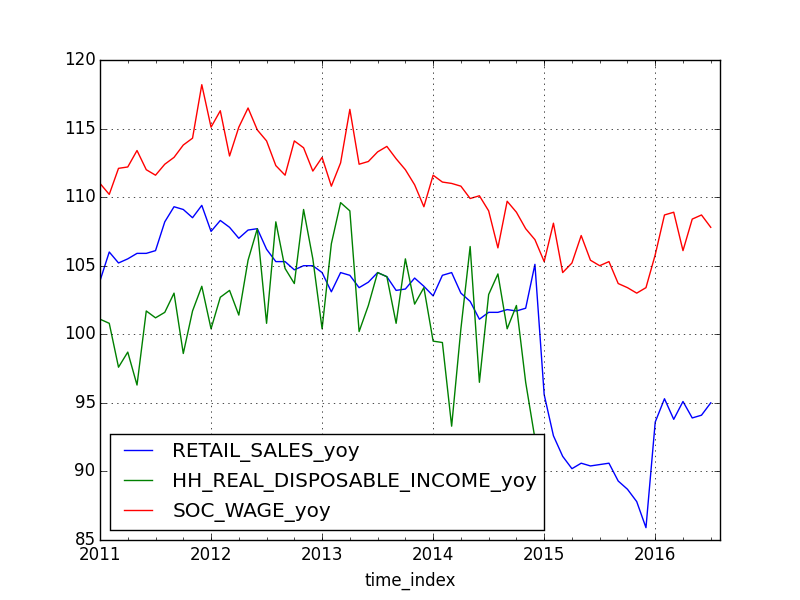 120
115
110
105
100
95
90
85
RETAIL_SALES_yoy
HH_REAL_DISPOSABLE_INCOME_yoy
SOC_WAGE_yoy
2011 2012 2013 2014 2015 2016
time_index